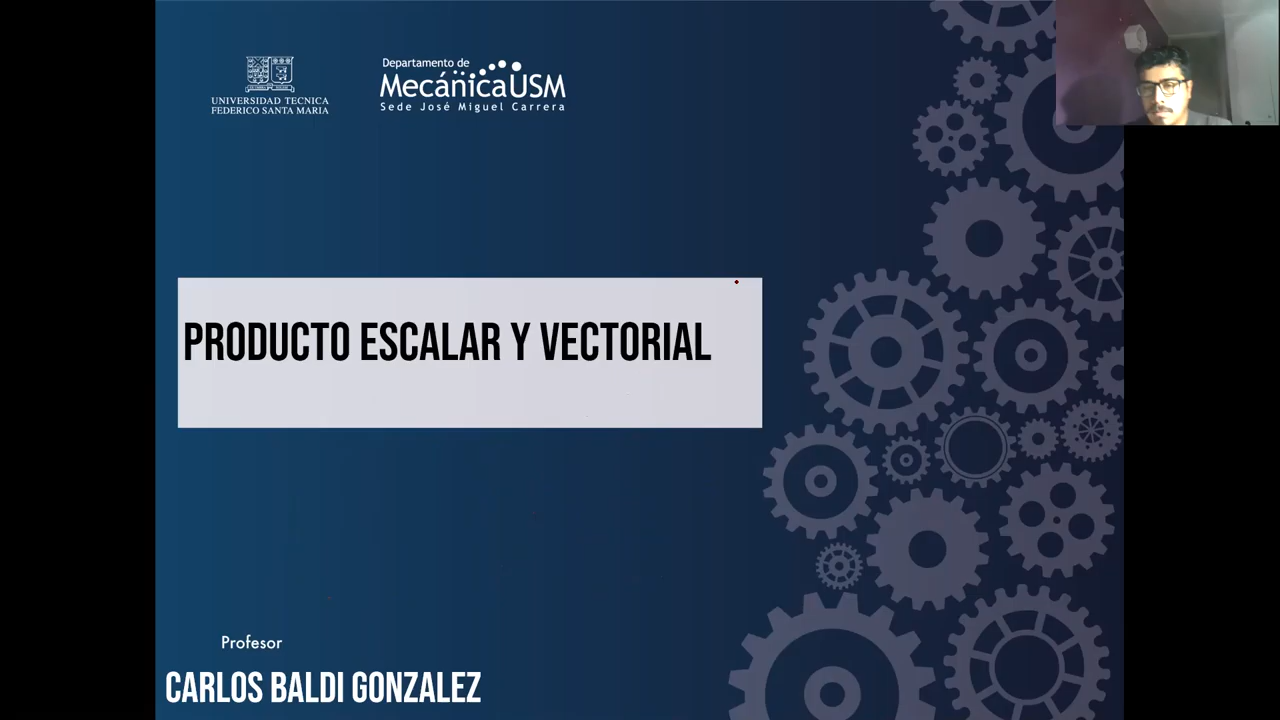 UNIVERSIDAD TECNICA
FEDERICO SANTA MARIA
Departamento de
MecánicaUSM
Sede José Miguel Carrera
PRODUCTO ESCALAR Y VECTORIAL
Profesor
CARLOS BALDI GONZALEZ